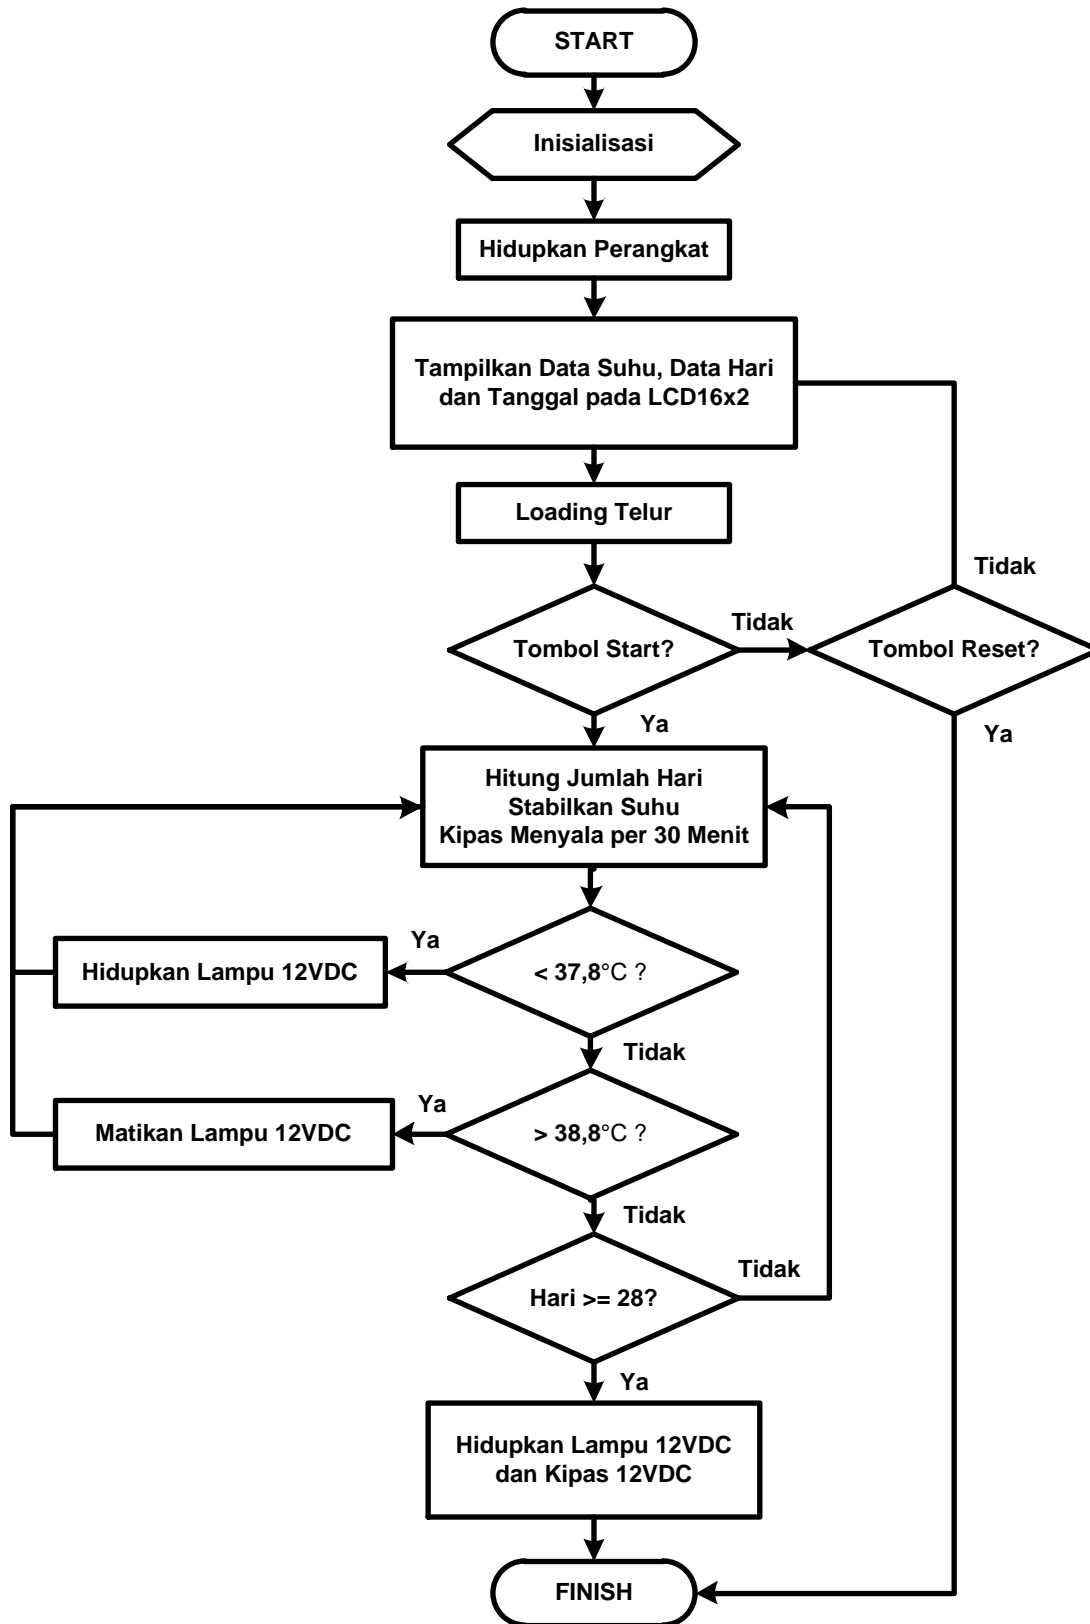 START
Inisialisasi
Hidupkan Perangkat
Tampilkan Data Suhu, Data Hari
dan Tanggal pada LCD16x2
Loading Telur
Tidak
Tombol Start?
Tidak
Tombol Reset?
Ya
Ya
Hitung Jumlah Hari
Stabilkan Suhu
Kipas Menyala per 30 Menit
Ya
Hidupkan Lampu 12VDC
< 37,8°C ?
Tidak
Ya
Matikan Lampu 12VDC
> 38,8°C ?
Tidak
Tidak
Hari >= 28?
Ya
Hidupkan Lampu 12VDC
dan Kipas 12VDC
FINISH